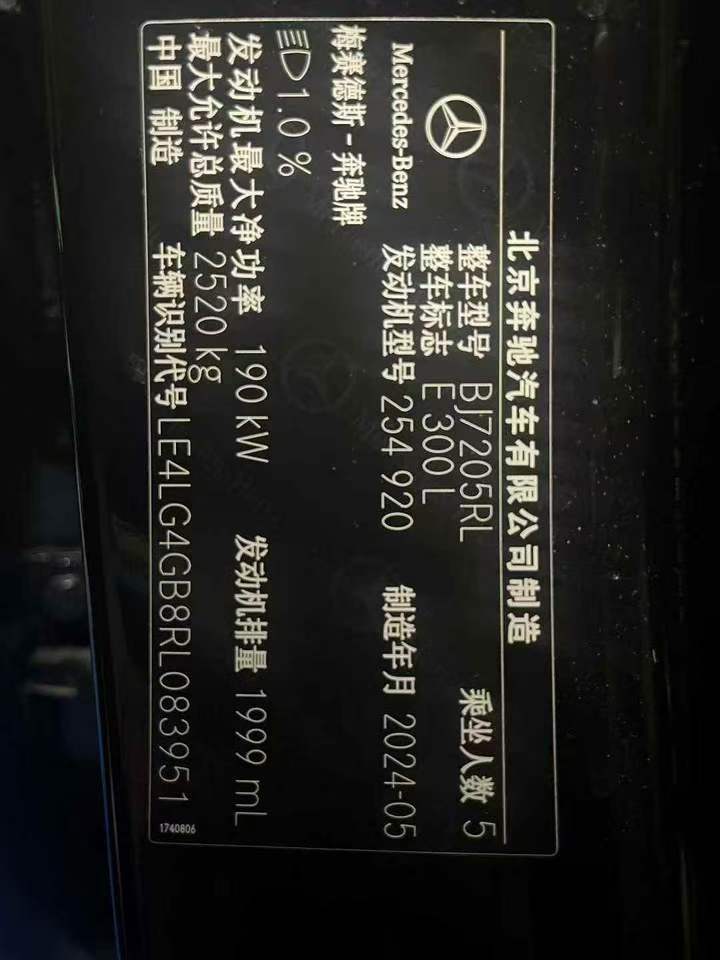 北京奔驰汽车有限公司制造
Mercedes-Benz
梅赛德斯-奔驰牌
整车型号 BJ7205RL 乘坐人数 5
整车标志 E 300 L
发动机型号 254 920 制造年月 2024-05
1.0 %
发动机最大净功率 190 kW 发动机排量 1999 mL
最大允许总质量 2520 kg
中国 制造 车辆识别代号 LE4LG4GB8RL083951
1740806